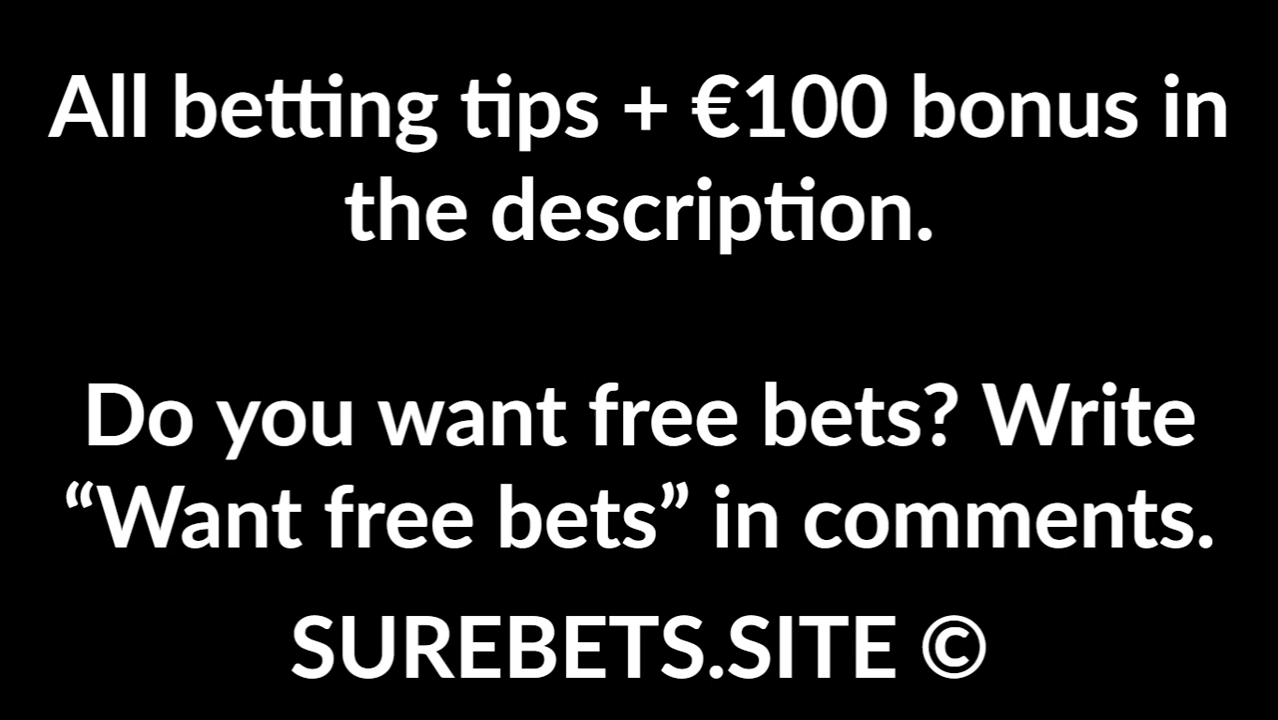 All betting tips + €100 bonus in
the description.
Do you want free bets? Write
“Want free bets” in comments.
SUREBETS.SITE ©